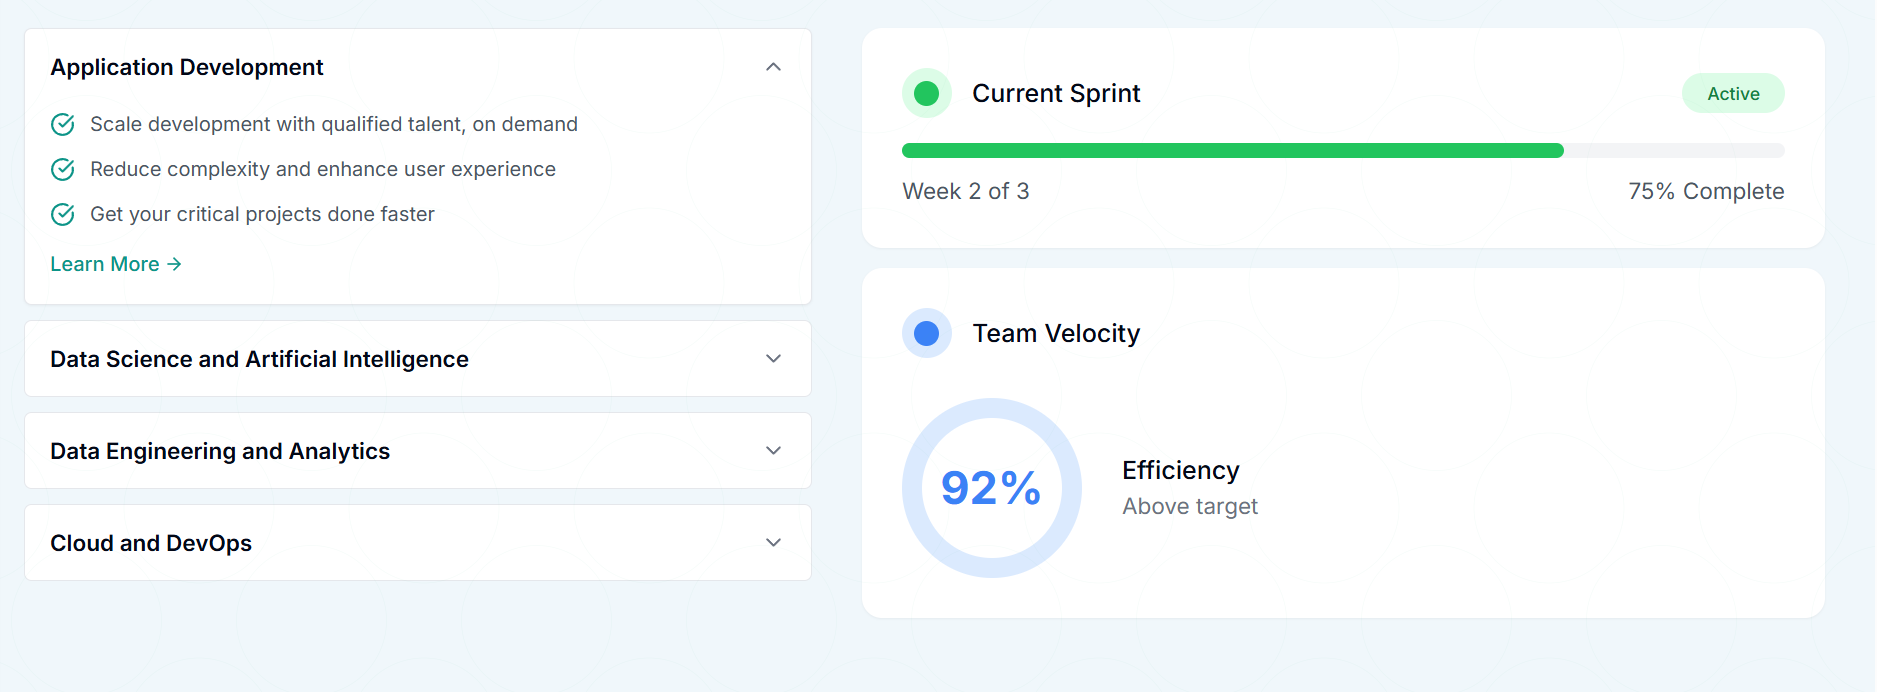 Application Development
Scale development with qualified talent, on demand
Reduce complexity and enhance user experience
Get your critical projects done faster
Learn More →
Data Science and Artificial Intelligence
Data Engineering and Analytics
Cloud and DevOps
Current Sprint
Active
Week 2 of 3
75% Complete
Team Velocity
92%
Efficiency
Above target